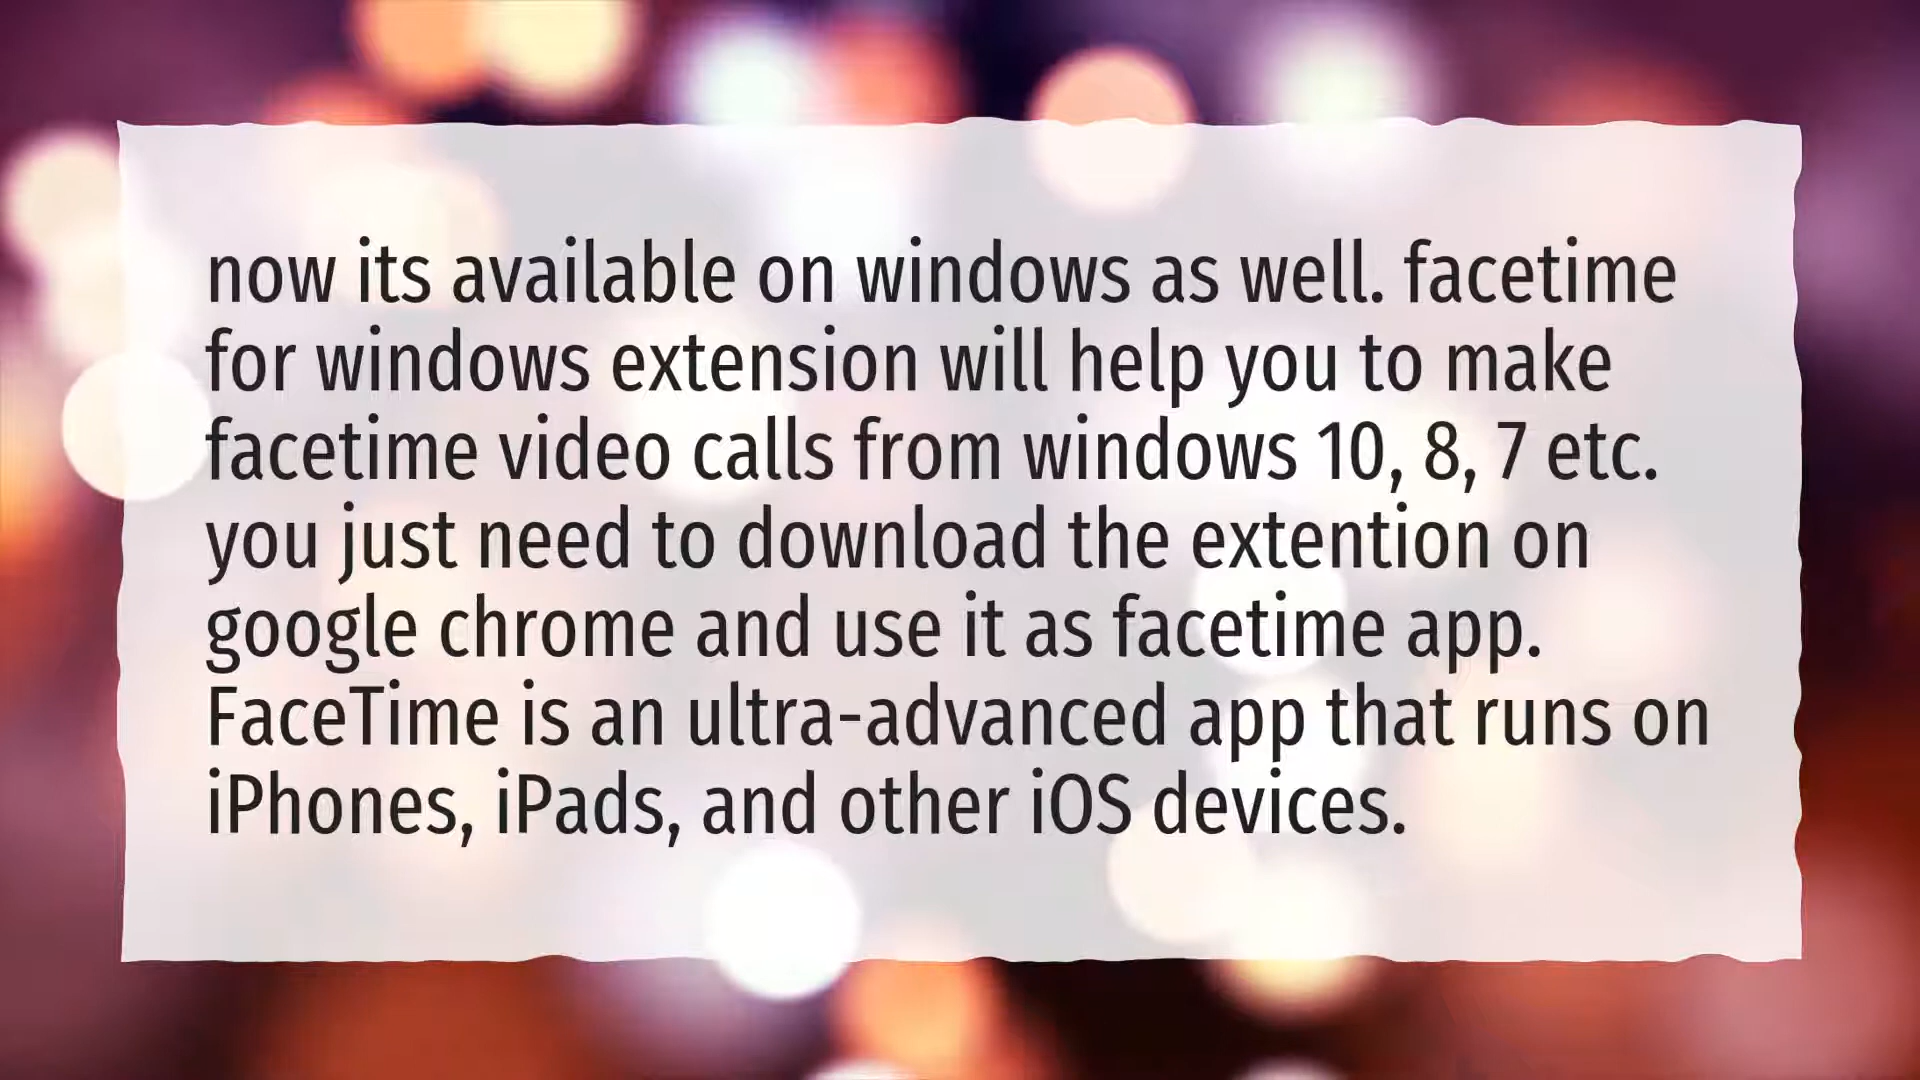 now its available on windows as well. facetime
for windows extension will help you to make
facetime video calls from windows 10, 8, 7 etc.
you just need to download the extention on
google chrome and use it as facetime app.
FaceTime is an ultra-advanced app that runs on
iPhones, iPads, and other iOS devices.